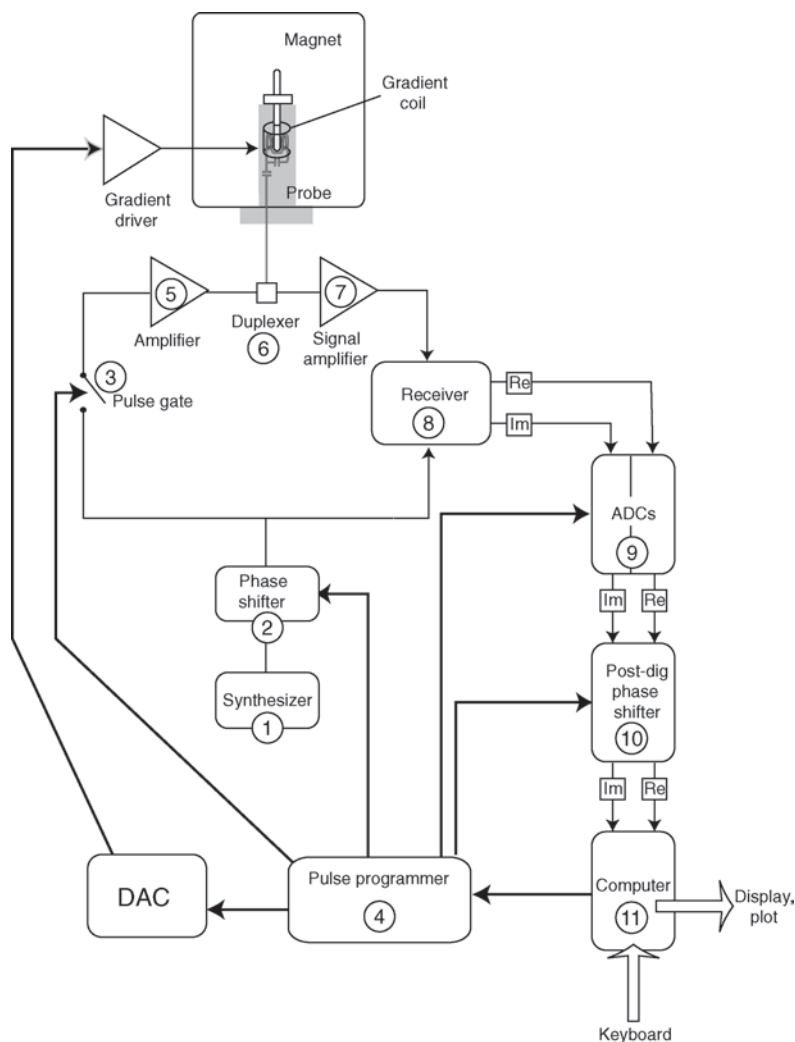 Magnet
Gradient
coil
Probe
Gradient
driver
5
Amplifier
Duplexer
6
7
Signal
amplifier
3
Pulse gate
Receiver
8
Re
Im
ADCs
9
Im
Re
Phase
shifter
2
Synthesizer
1
Post-dig
phase
shifter
10
Im
Re
DAC
Pulse programmer
4
Computer
11
Display,
plot
Keyboard